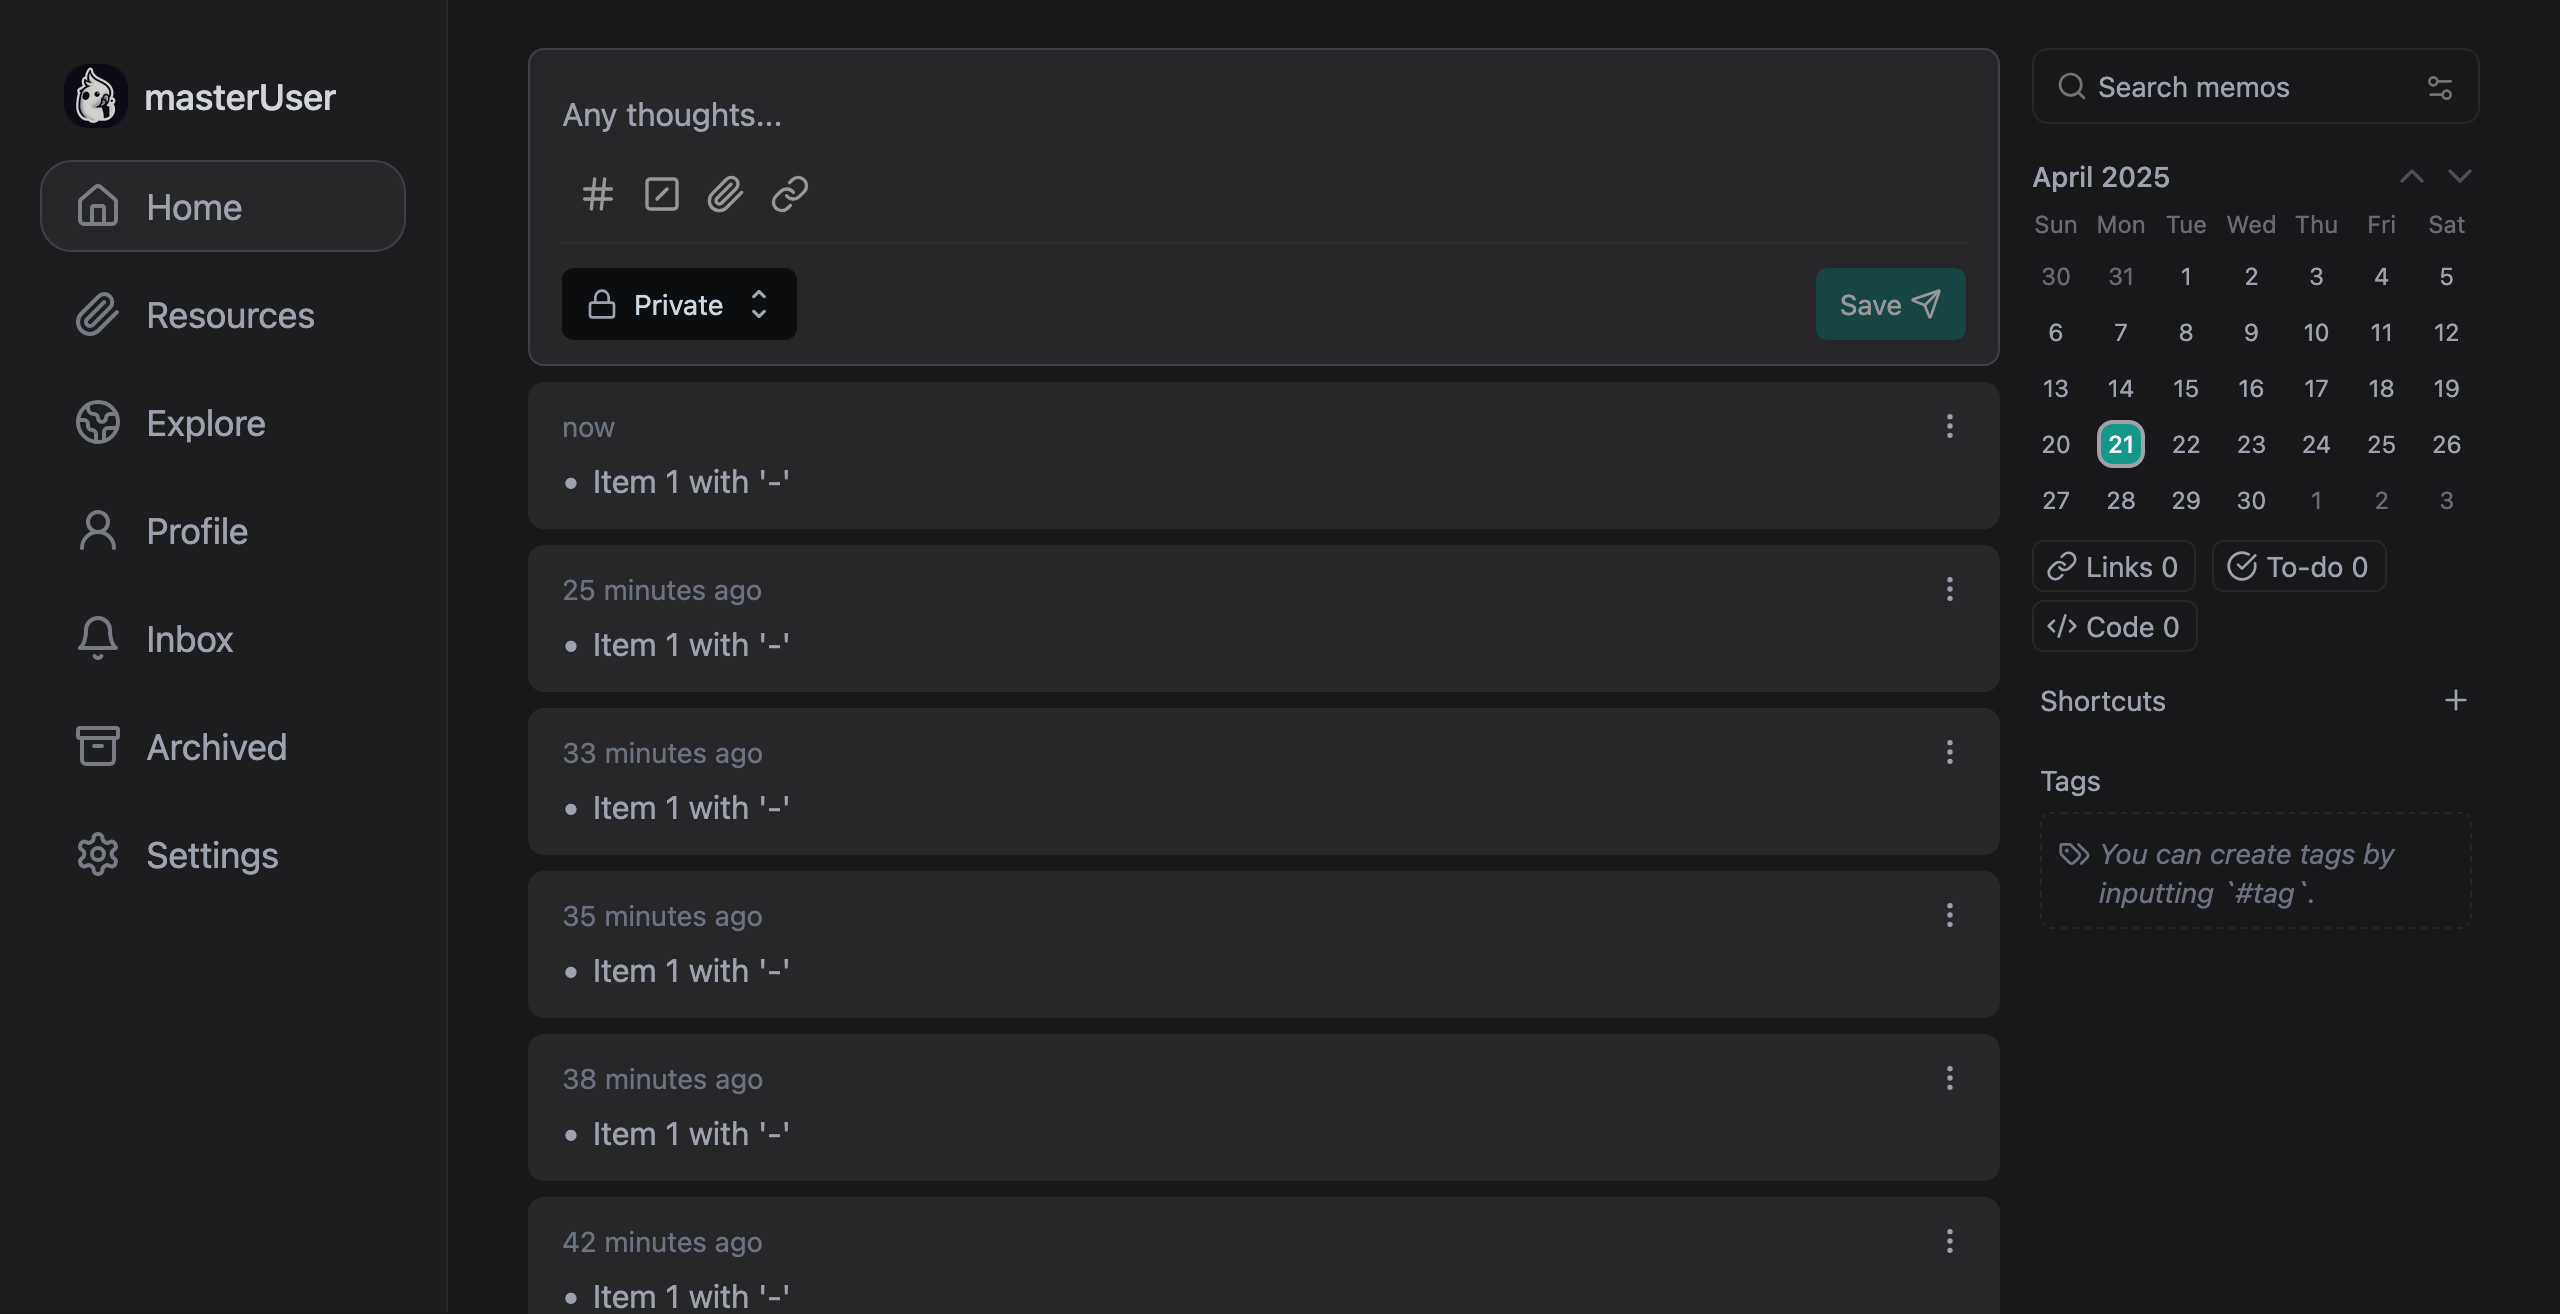 masterUser
Home
Resources
Explore
Profile
Inbox
Archived
Settings
Any thoughts...
Private
Save
now
• Item 1 with '-'
25 minutes ago
• Item 1 with '-'
33 minutes ago
• Item 1 with '-'
35 minutes ago
• Item 1 with '-'
38 minutes ago
• Item 1 with '-'
42 minutes ago
• Item 1 with '-'
Search memos
April 2025
Sun Mon Tue Wed Thu Fri Sat
30 31 1 2 3 4 5
6 7 8 9 10 11 12
13 14 15 16 17 18 19
20 21 22 23 24 25 26
27 28 29 30 1 2 3
Links 0 To-do 0
Code 0
Shortcuts
Tags
You can create tags by
inputting `#tag`.